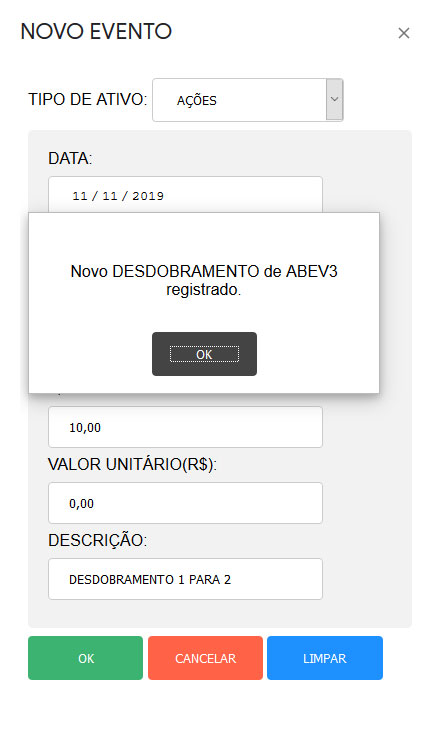 NOVO EVENTO
TIPO DE ATIVO: AÇÕES
DATA:
11 / 11 / 2019
Novo DESDOBRAMENTO de ABEV3
registrado.
OK
10,00
VALOR UNITÁRIO(R$):
0,00
DESCRIÇÃO:
DESDOBRAMENTO 1 PARA 2
OK CANCELAR LIMPAR